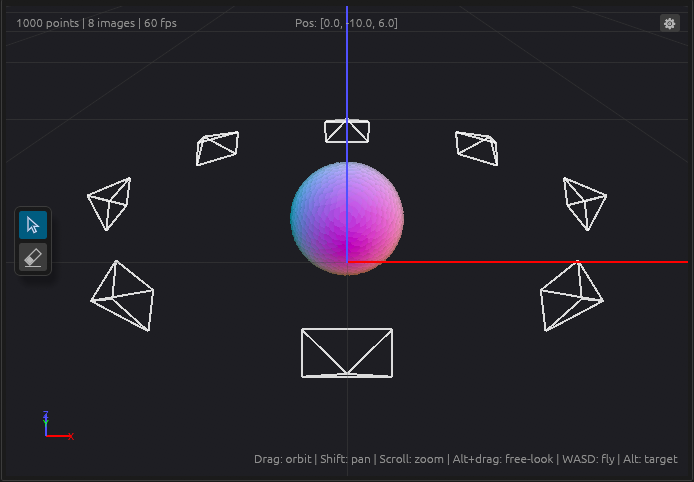 1000 points | 8 images | 60 fps
Pos: [0.0, -10.0, 6.0]
Z
Y
X
Drag: orbit | Shift: pan | Scroll: zoom | Alt+drag: free-look | WASD: fly | Alt: target